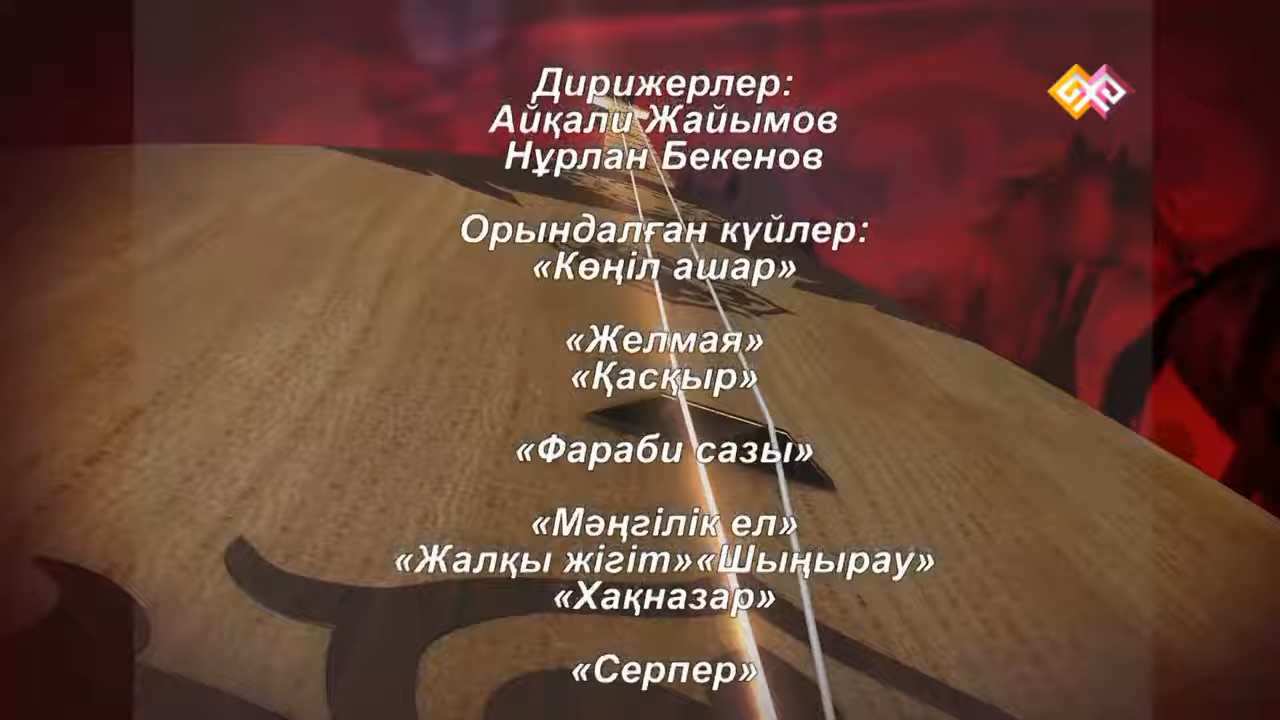 Дирижерлер:
Айқали Жайымов
Нұрлан Бекенов
Орындалған күйлер:
«Көңіл ашар»
«Желмая»
«Қасқыр»
«Фараби сазы»
«Мәңгілік ел»
«Жалқы жігіт»«Шыңырау»
«Хақназар»
«Серпер»